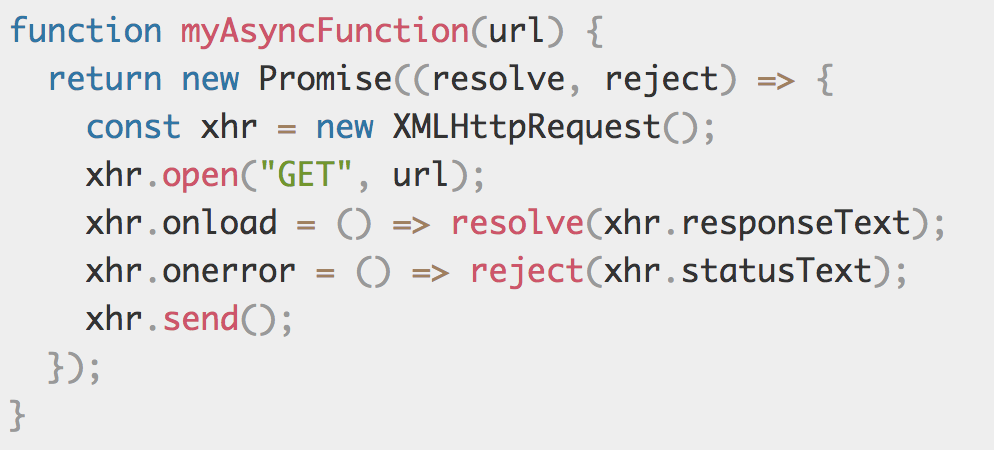 function myAsyncFunction(url) {
  return new Promise((resolve, reject) => {
    const xhr = new XMLHttpRequest();
    xhr.open("GET", url);
    xhr.onload = () => resolve(xhr.responseText);
    xhr.onerror = () => reject(xhr.statusText);
    xhr.send();
  });
}